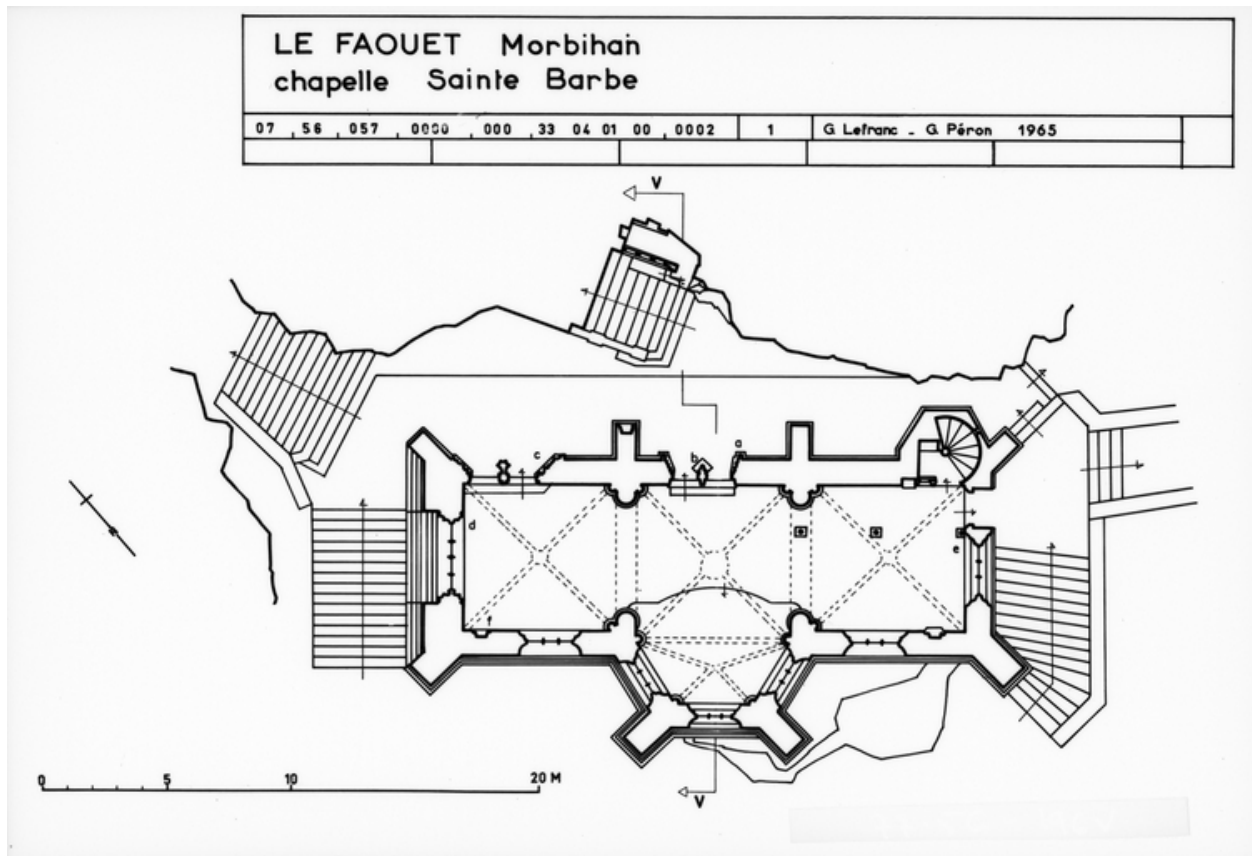 LE FAOUET Morbihan
chapelle Sainte Barbe
07 56 057 0000 000 33 04 01 00 0002 1 G. Lefranc _ G. Péron 1965
V
a
b
c
d
e
f
0 5 10 20 M
V